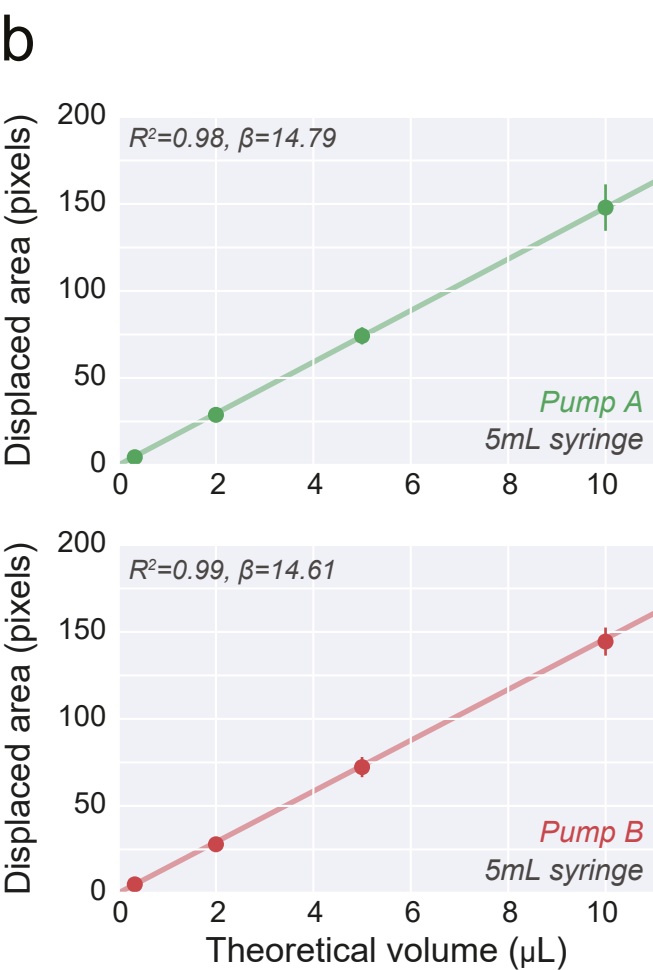 b
Displaced area (pixels)
200
150
100
50
0
R²=0.98, β=14.79
Pump A
5mL syringe
0 2 4 6 8 10
Displaced area (pixels)
200
150
100
50
0
R²=0.99, β=14.61
Pump B
5mL syringe
0 2 4 6 8 10
Theoretical volume (μL)